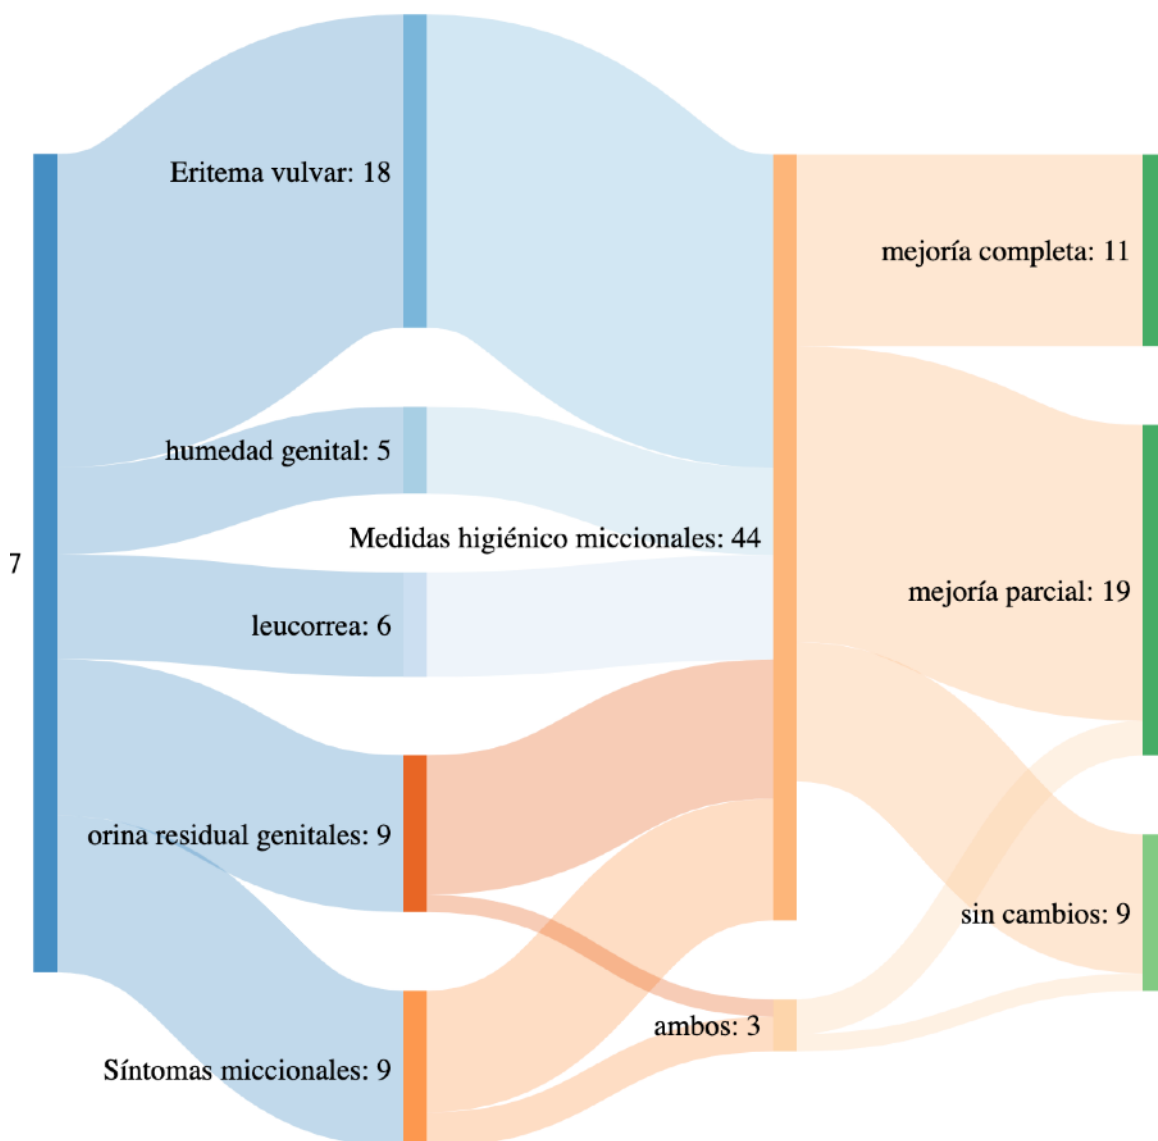 7
Eritema vulvar: 18
humedad genital: 5
leucorrea: 6
orina residual genitales: 9
Síntomas miccionales: 9
Medidas higiénico miccionales: 44
ambos: 3
mejoría completa: 11
mejoría parcial: 19
sin cambios: 9